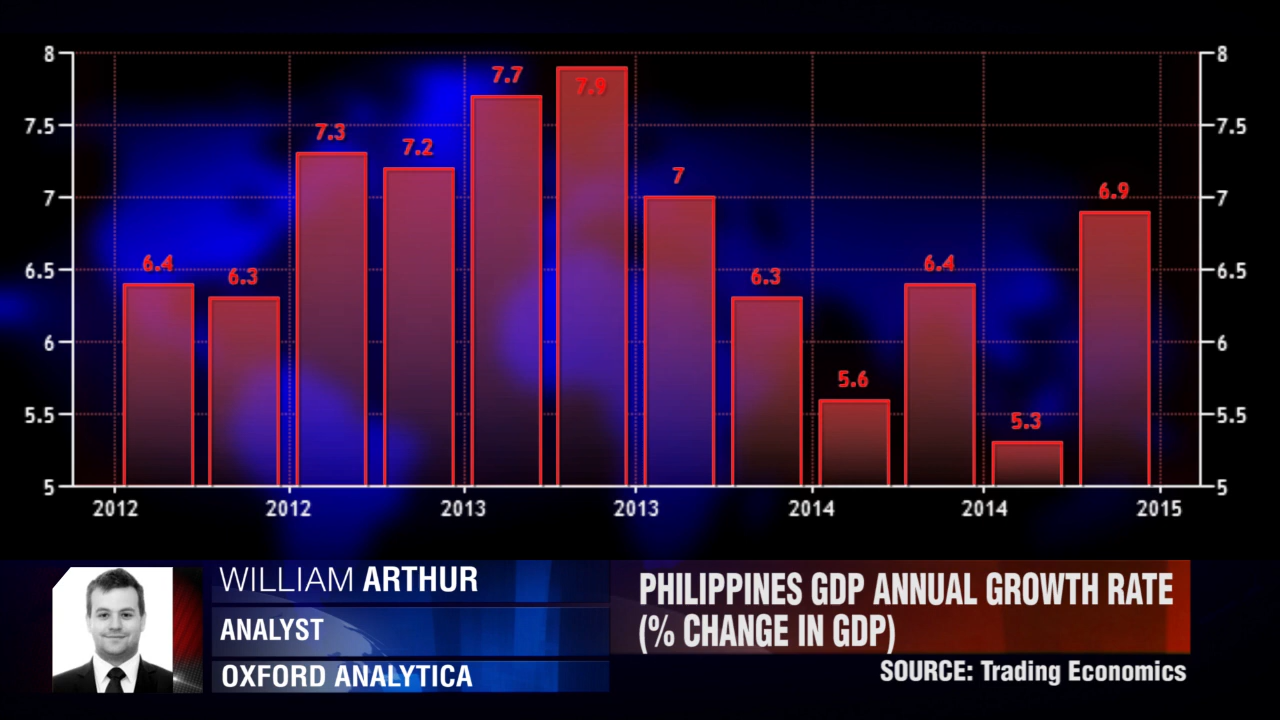 8 8
7.7
7.9
7.3
7.5 7.5
7.2
7
6.9
7 7
6.4
6.4
6.5 6.5
6.3
6.3
6 6
5.6
5.3
5.5 5.5
5 5
2012 2012 2013 2013 2014 2014 2015
WILLIAM ARTHUR
ANALYST
OXFORD ANALYTICA
PHILIPPINES GDP ANNUAL GROWTH RATE
(% CHANGE IN GDP)
SOURCE: Trading Economics